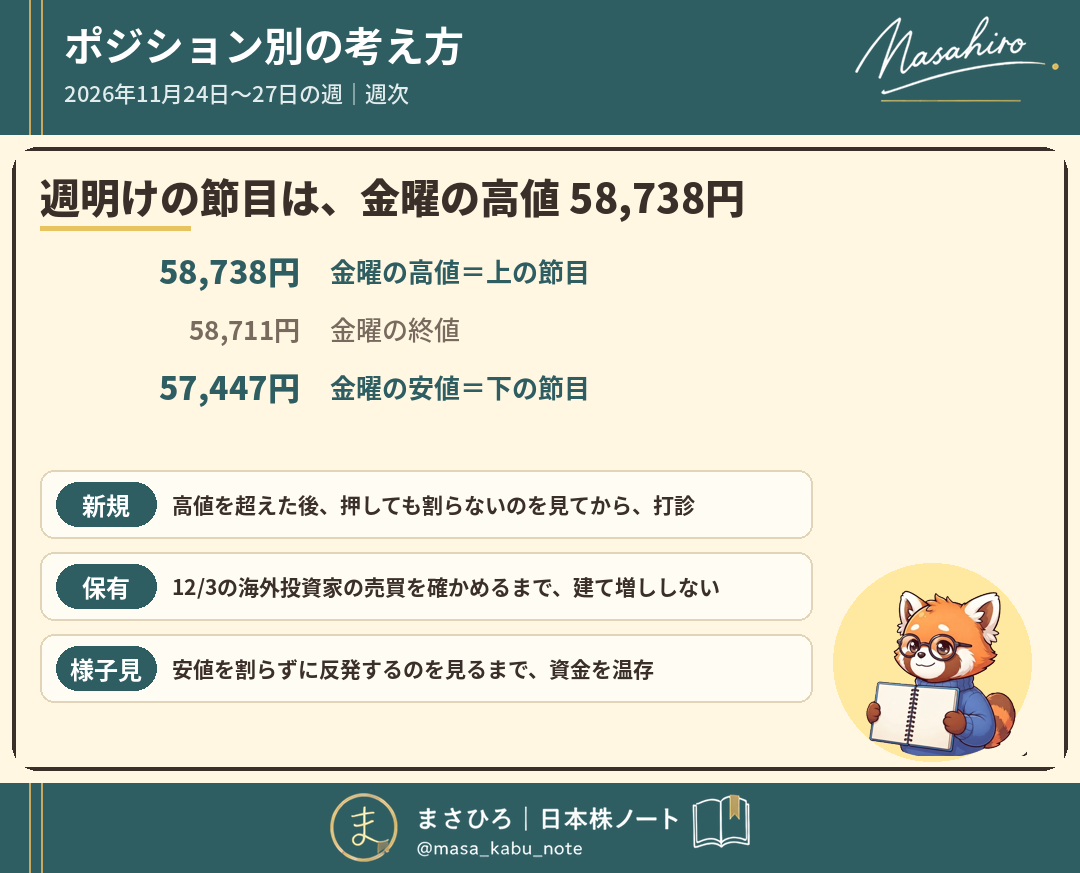 ポジション別の考え方
2026年11月24日～27日の週｜週次
Masahiro
週明けの節目は、金曜の高値 58,738円
58,738円 金曜の高値＝上の節目
58,711円 金曜の終値
57,447円 金曜の安値＝下の節目
新規 高値を超えた後、押しても割らないのを見てから、打診
保有 12/3の海外投資家の売買を確かめるまで、建て増ししない
様子見 安値を割らずに反発するのを見るまで、資金を温存
ま
まさひろ｜日本株ノート
@masa_kabu_note